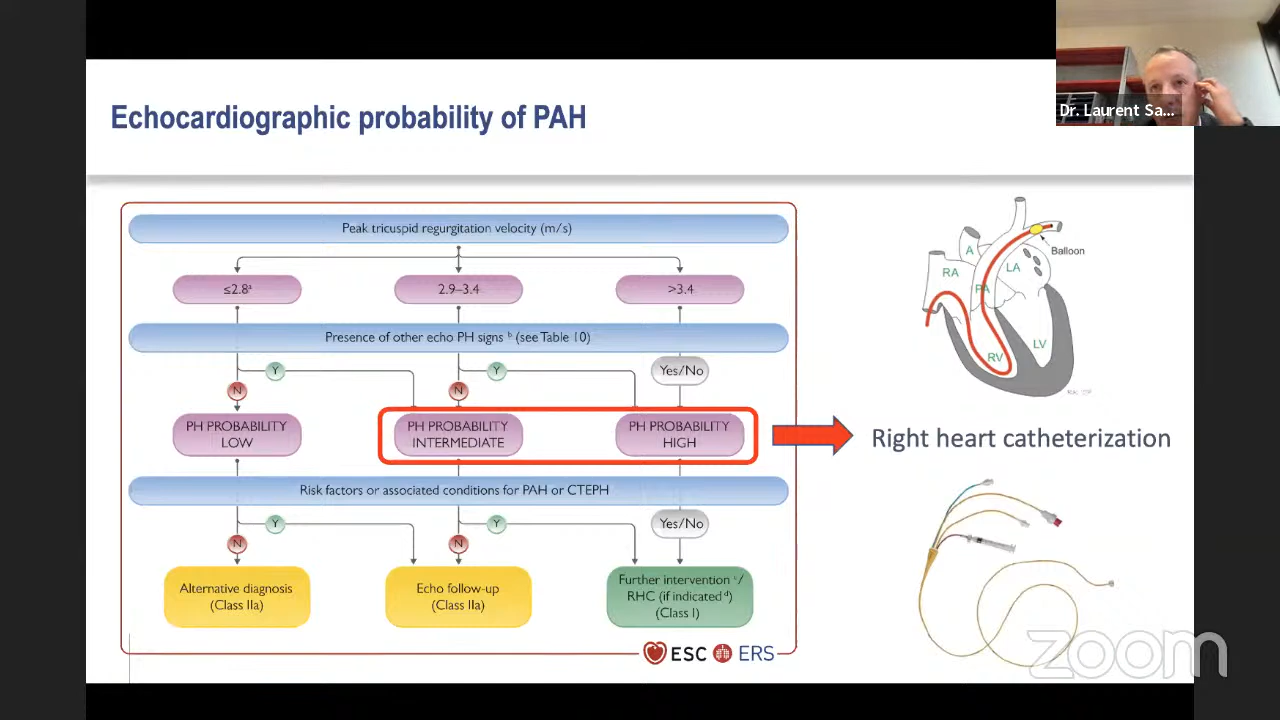 Dr. Laurent Sa...
Echocardiographic probability of PAH
Peak tricuspid regurgitation velocity (m/s)
≤2.8ᵃ
2.9–3.4
>3.4
Presence of other echo PH signs ᵇ (see Table 10)
Y
Y
Yes/No
N
N
PH PROBABILITY
LOW
PH PROBABILITY
INTERMEDIATE
PH PROBABILITY
HIGH
Risk factors or associated conditions for PAH or CTEPH
Y
Y
Yes/No
N
N
Alternative diagnosis
(Class IIa)
Echo follow-up
(Class IIa)
Further intervention ᶜ/
RHC (if indicated ᵈ)
(Class I)
ESC
ERS
Balloon
A
RA
LA
PA
LV
RV
Right heart catheterization
zoom